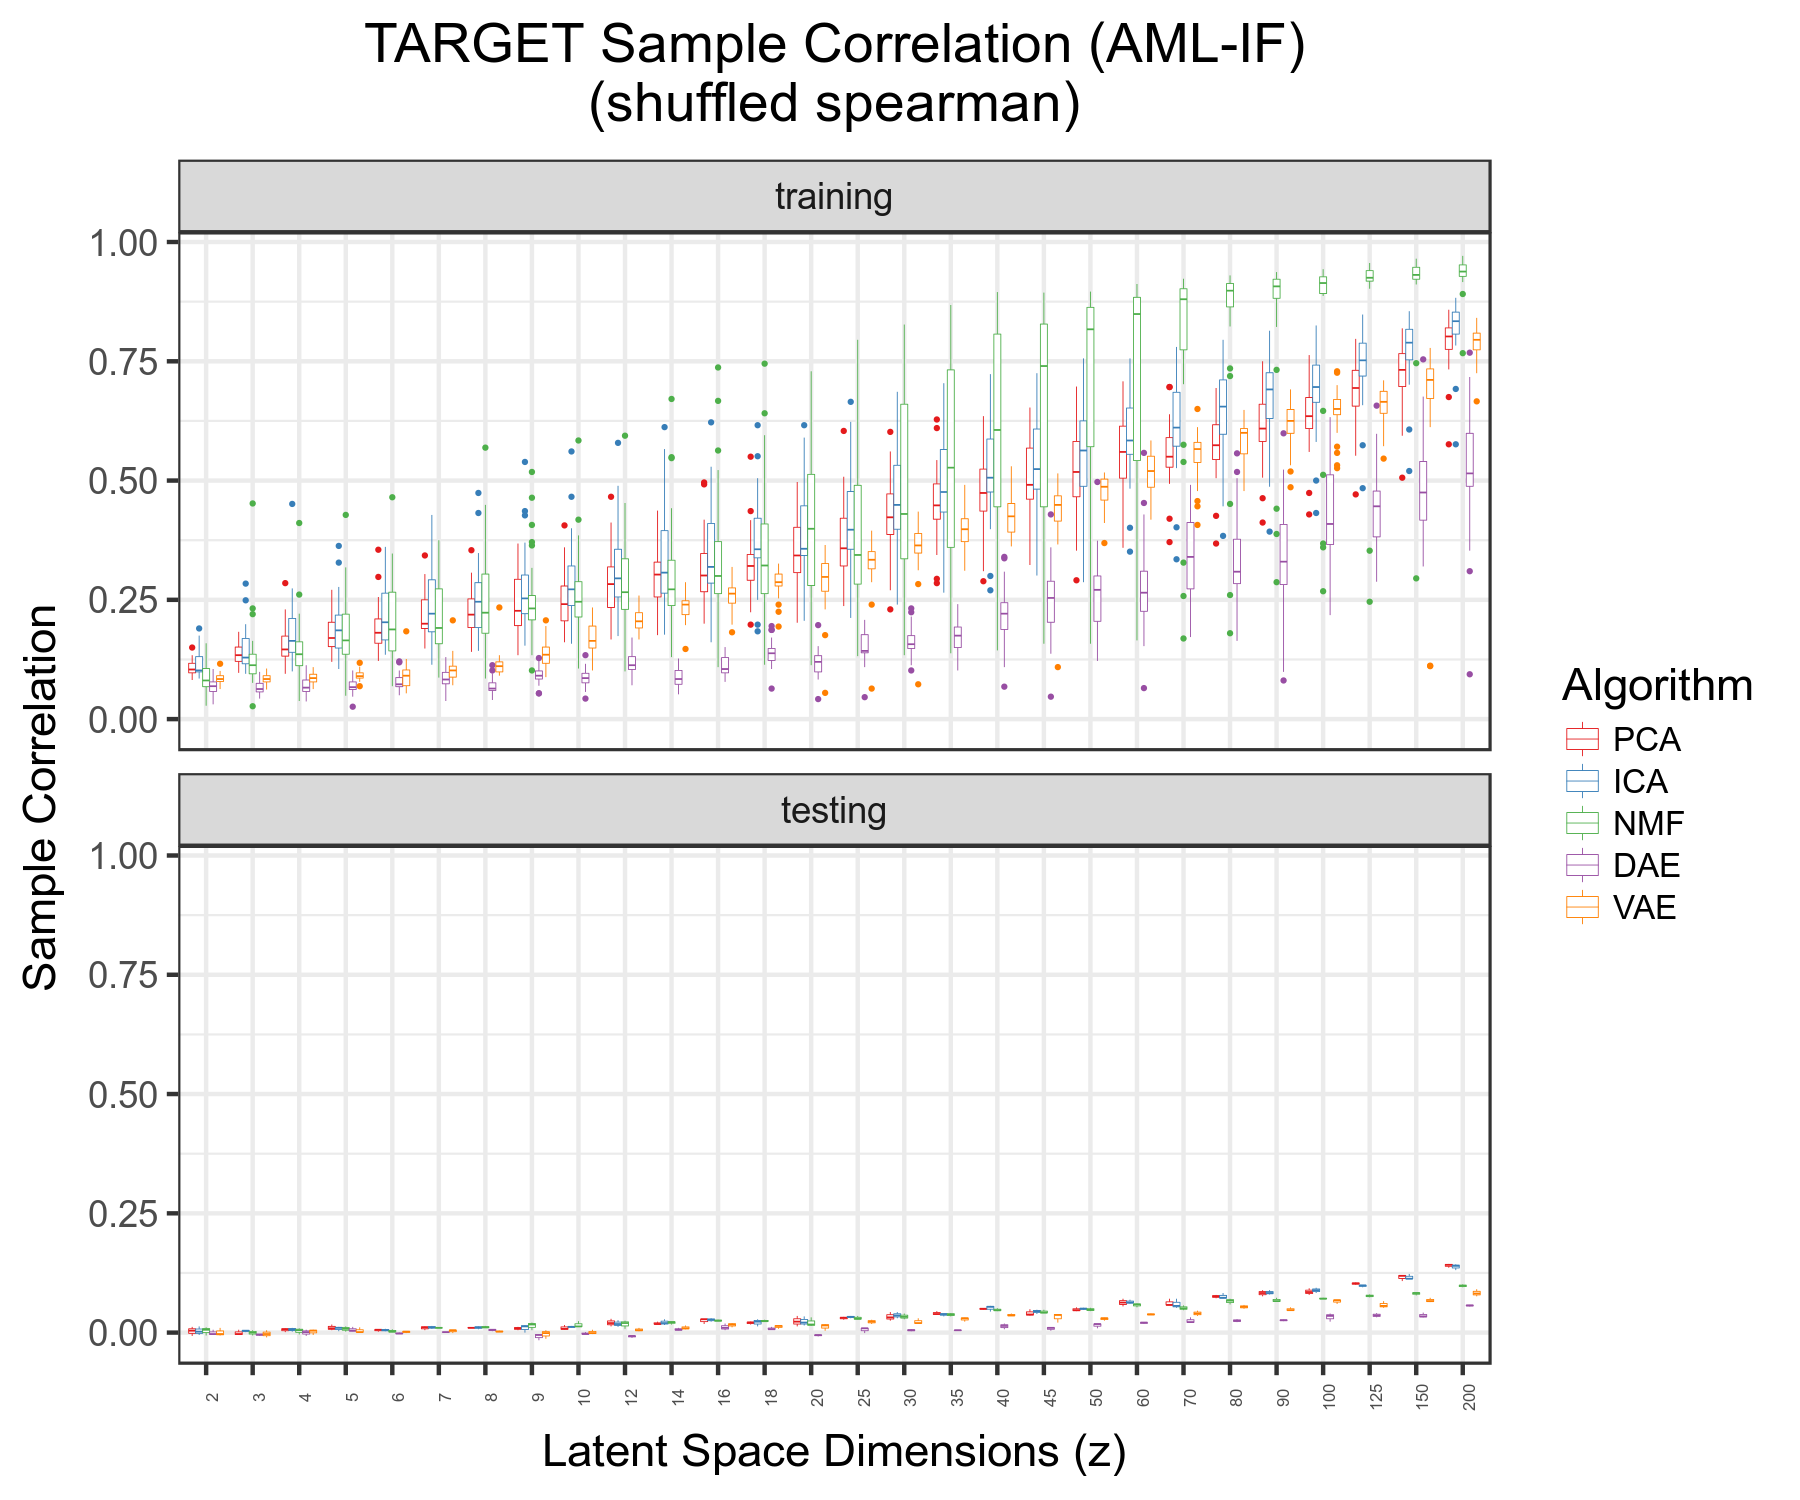 TARGET Sample Correlation (AML-IF)
(shuffled spearman)
training
1.00
0.75
0.50
0.25
0.00
testing
1.00
0.75
0.50
0.25
0.00
Sample Correlation
2 3 4 5 6 7 8 9 10 12 14 16 18 20 25 30 35 40 45 50 60 70 80 90 100 125 150 200
Latent Space Dimensions (z)
Algorithm
PCA
ICA
NMF
DAE
VAE